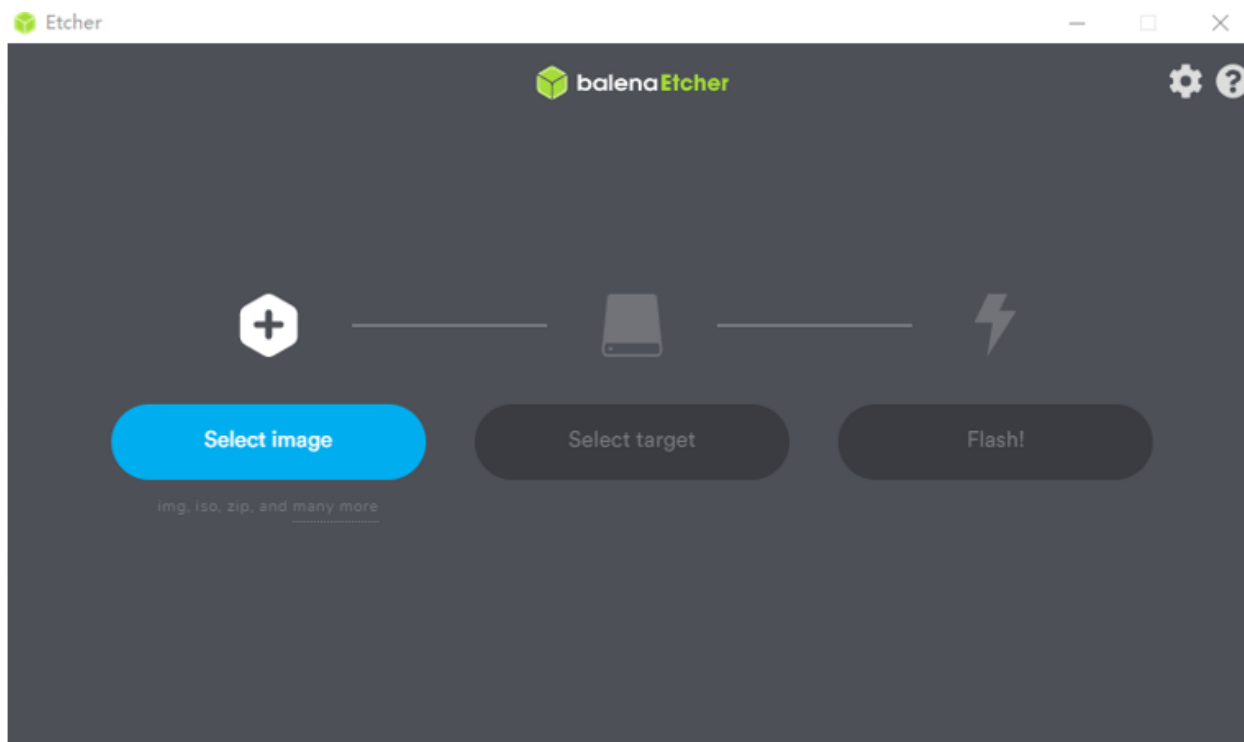 Etcher
balenaEtcher
Select image
Select target
Flash!
img, iso, zip, and many more